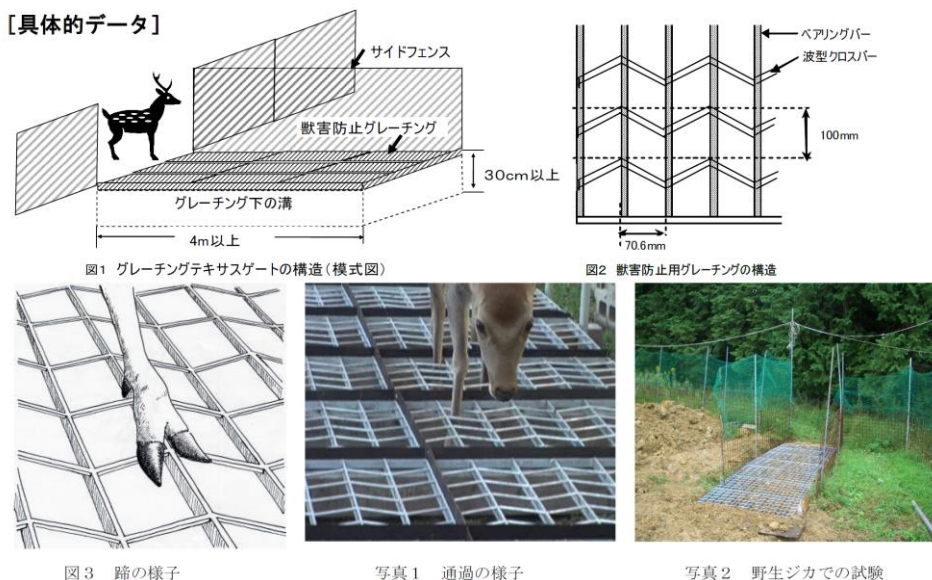 [具体的データ]
サイドフェンス
獣害防止グレーチング
30cm以上
グレーチング下の溝
4m以上
図1 グレーチングテキサスゲートの構造(模式図)
ベアリングバー
波型クロスバー
100mm
70.6mm
図2 獣害防止用グレーチングの構造
図3 蹄の様子
写真1 通過の様子
写真2 野生ジカでの試験